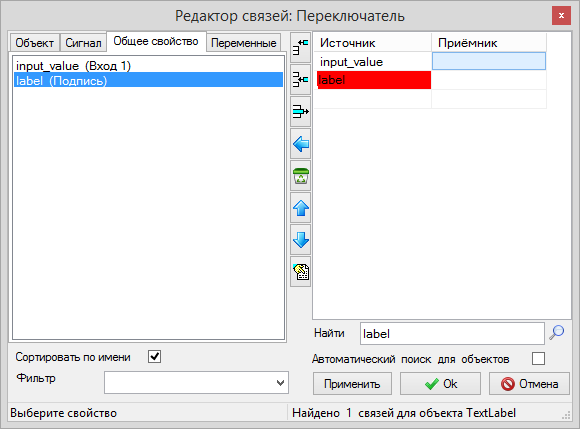 Редактор связей: Переключатель
x
Объект Сигнал Общее свойство Переменные
input_value (Вход 1)
label (Подпись)
Источник Приёмник
input_value
label
Найти label
Сортировать по имени
Автоматический поиск для объектов
Фильтр
Применить Ok Отмена
Выберите свойство
Найдено 1 связей для объекта TextLabel